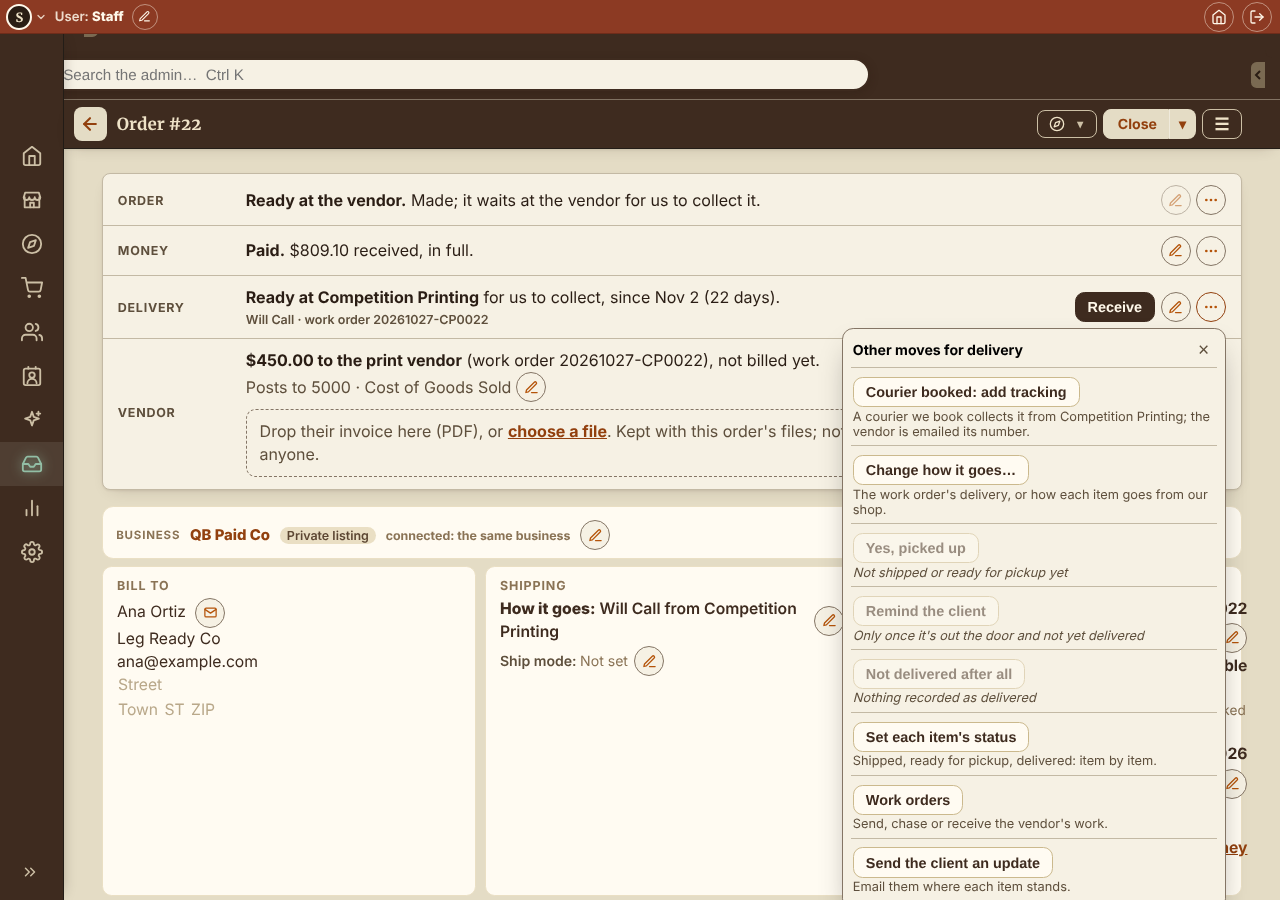 S User: Staff
Search the admin… Ctrl K
Order #22
Close
ORDER
Ready at the vendor. Made; it waits at the vendor for us to collect it.
MONEY
Paid. $809.10 received, in full.
DELIVERY
Ready at Competition Printing for us to collect, since Nov 2 (22 days).
Will Call · work order 20261027-CP0022
Receive
VENDOR
$450.00 to the print vendor (work order 20261027-CP0022), not billed yet.
Posts to 5000 · Cost of Goods Sold
Drop their invoice here (PDF), or choose a file. Kept with this order's files;
anyone.
Other moves for delivery
Courier booked: add tracking
A courier we book collects it from Competition Printing; the
vendor is emailed its number.
Change how it goes…
The work order's delivery, or how each item goes from our
shop.
Yes, picked up
Not shipped or ready for pickup yet
Remind the client
Only once it's out the door and not yet delivered
Not delivered after all
Nothing recorded as delivered
Set each item's status
Shipped, ready for pickup, delivered: item by item.
Work orders
Send, chase or receive the vendor's work.
Send the client an update
Email them where each item stands.
BUSINESS QB Paid Co Private listing connected: the same business
BILL TO
Ana Ortiz
Leg Ready Co
ana@example.com
Street
Town ST ZIP
SHIPPING
How it goes: Will Call from Competition
Printing
Ship mode: Not set